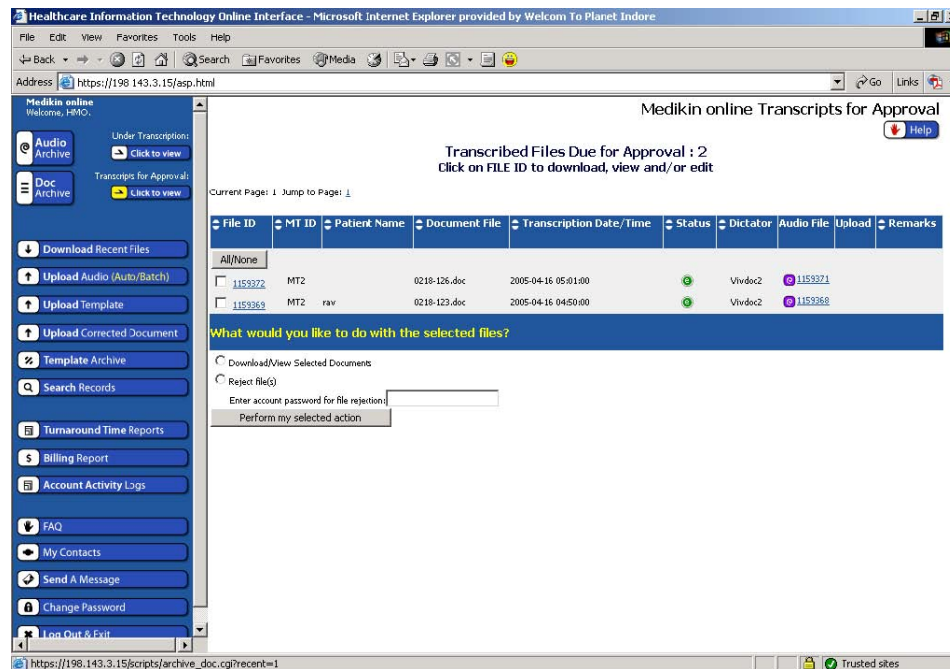 Healthcare Information Technology Online Interface - Microsoft Internet Explorer provided by Welcom To Planet Indore
File Edit View Favorites Tools Help
Back Search Favorites Media
Address https://198 143.3.15/asp.html Go Links
Medikin online
Welcome, HMO.
Medikin online Transcripts for Approval
Help
Audio Archive
Under Transcription:
Click to view
Doc Archive
Transcripts for Approval:
Click to view
Transcribed Files Due for Approval : 2
Click on FILE ID to download, view and/or edit
Current Page: 1 Jump to Page: 1
File ID MT ID Patient Name Document File Transcription Date/Time Status Dictator Audio File Upload Remarks
All/None
1159372 MT2 0218-126.doc 2005-04-16 05:01:00 Vivdoc2 1159371
1159369 MT2 rav 0218-123.doc 2005-04-16 04:50:00 Vivdoc2 1159368
What would you like to do with the selected files?
Download/View Selected Documents
Reject file(s)
Enter account password for file rejection:
Perform my selected action
Download Recent Files
Upload Audio (Auto/Batch)
Upload Template
Upload Corrected Document
Template Archive
Search Records
Turnaround Time Reports
Billing Report
Account Activity Logs
FAQ
My Contacts
Send A Message
Change Password
Log Out & Exit
https://198.143.3.15/scripts/archive_doc.cgi?recent=1
Trusted sites